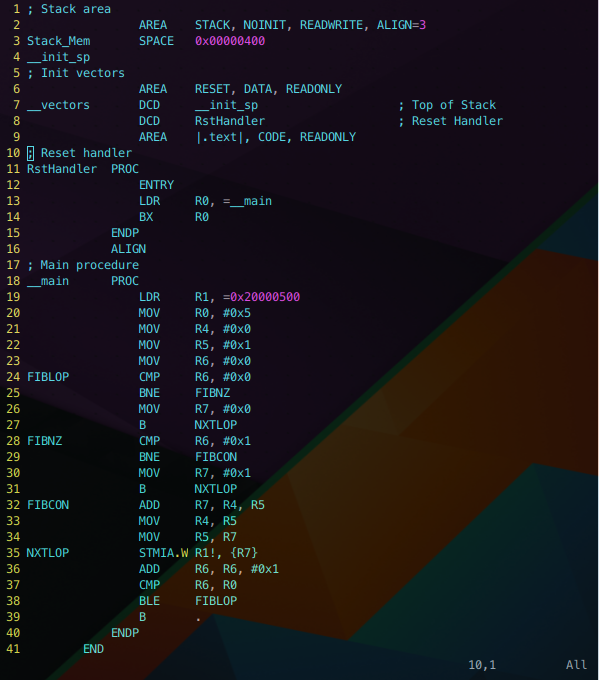 1 ; Stack area
2                 AREA    STACK, NOINIT, READWRITE, ALIGN=3
3 Stack_Mem       SPACE   0x00000400
4 __init_sp
5 ; Init vectors
6                 AREA    RESET, DATA, READONLY
7 __vectors       DCD     __init_sp                    ; Top of Stack
8                 DCD     RstHandler                   ; Reset Handler
9                 AREA    |.text|, CODE, READONLY
10 ; Reset handler
11 RstHandler  PROC
12                 ENTRY
13                 LDR     R0, =__main
14                 BX      R0
15             ENDP
16             ALIGN
17 ; Main procedure
18 __main      PROC
19                 LDR     R1, =0x20000500
20                 MOV     R0, #0x5
21                 MOV     R4, #0x0
22                 MOV     R5, #0x1
23                 MOV     R6, #0x0
24 FIBLOP          CMP     R6, #0x0
25                 BNE     FIBNZ
26                 MOV     R7, #0x0
27                 B       NXTLOP
28 FIBNZ           CMP     R6, #0x1
29                 BNE     FIBCON
30                 MOV     R7, #0x1
31                 B       NXTLOP
32 FIBCON          ADD     R7, R4, R5
33                 MOV     R4, R5
34                 MOV     R5, R7
35 NXTLOP          STMIA.W R1!, {R7}
36                 ADD     R6, R6, #0x1
37                 CMP     R6, R0
38                 BLE     FIBLOP
39                 B       .
40             ENDP
41         END
10,1          All